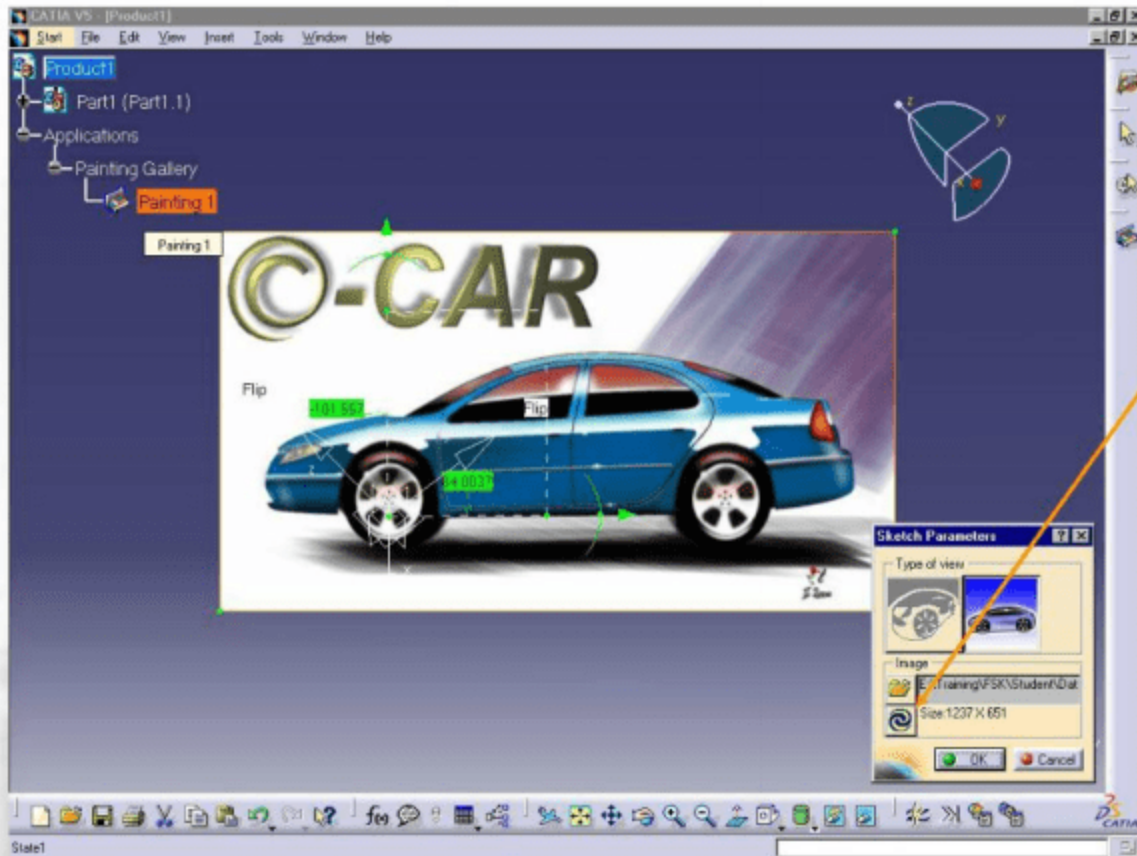 CATIA V5 - [Product1]
Start File Edit View Insert Tools Window Help
Product1
Part1 (Part1.1)
Applications
Painting Gallery
Painting 1
Painting 1
z
y
x
©-CAR
Flip
-101.557
Flip
z
x
Sketch Parameters
Type of view
Image
E:\Training\FSK\Student\Dat
Size:1237 X 651
OK Cancel
f(x)
CATIA
State1